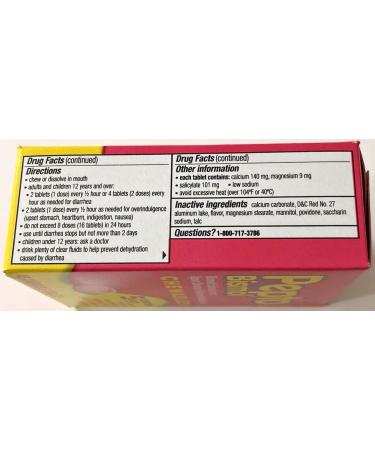 Drug Facts (continued)
Directions
• chew or dissolve in mouth
• adults and children 12 years and over:
• 2 tablets (1 dose) every ½ hour or 4 tablets (2 doses) every
hour as needed for diarrhea
• 2 tablets (1 dose) every ½ hour as needed for overindulgence
(upset stomach, heartburn, indigestion, nausea)
• do not exceed 8 doses (16 tablets) in 24 hours
• use until diarrhea stops but not more than 2 days
• children under 12 years: ask a doctor
• drink plenty of clear fluids to help prevent dehydration
caused by diarrhea
Drug Facts (continued)
Other information
• each tablet contains: calcium 140 mg, magnesium 9 mg
• salicylate 101 mg • low sodium
• avoid excessive heat (over 104ºF or 40ºC)
Inactive ingredients calcium carbonate, D&C Red No. 27
aluminum lake, flavor, magnesium stearate, mannitol, povidone, saccharin
sodium, talc
Questions? 1-800-717-3786
Pepto
Bismol
CHEWABLE